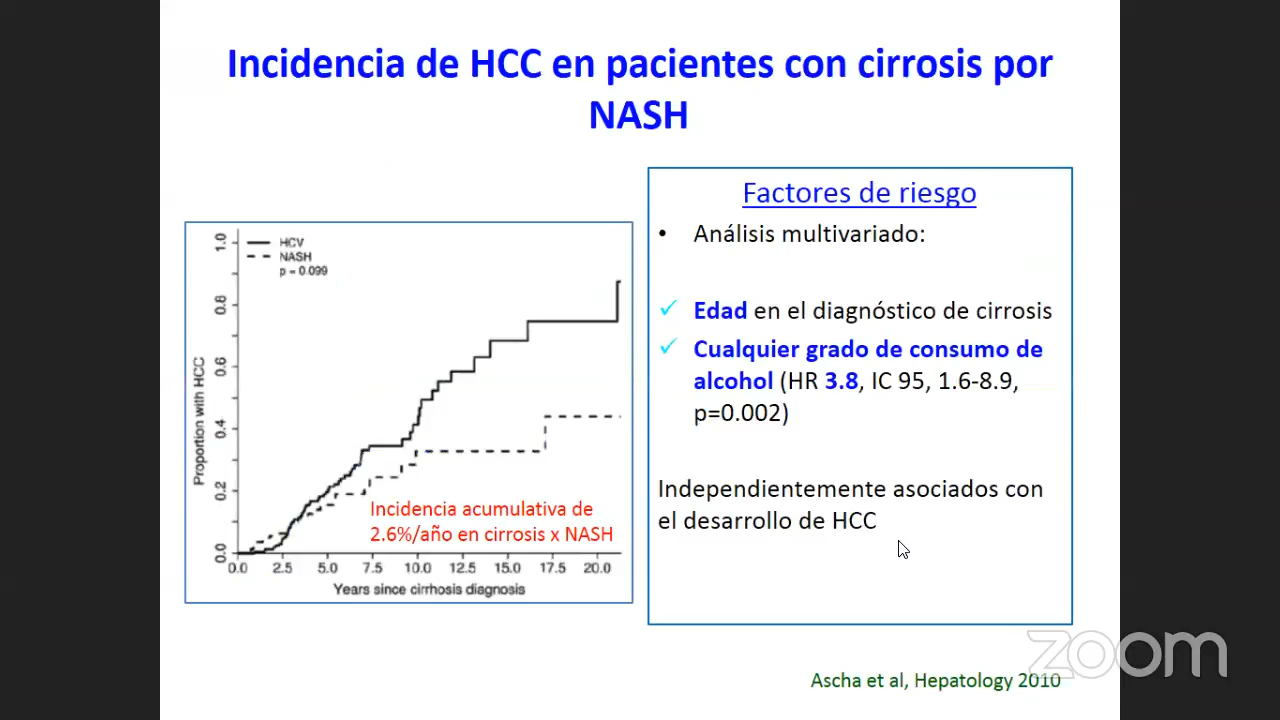 Incidencia de HCC en pacientes con cirrosis por
NASH
HCV
NASH
p = 0.099
Proportion with HCC
1.0
0.8
0.6
0.4
0.2
0.0
Incidencia acumulativa de
2.6%/año en cirrosis x NASH
0.0 2.5 5.0 7.5 10.0 12.5 15.0 17.5 20.0
Years since cirrhosis diagnosis
Factores de riesgo
• Análisis multivariado:
✓ Edad en el diagnóstico de cirrosis
✓ Cualquier grado de consumo de
alcohol (HR 3.8, IC 95, 1.6-8.9,
p=0.002)
Independientemente asociados con
el desarrollo de HCC
zoom
Ascha et al, Hepatology 2010